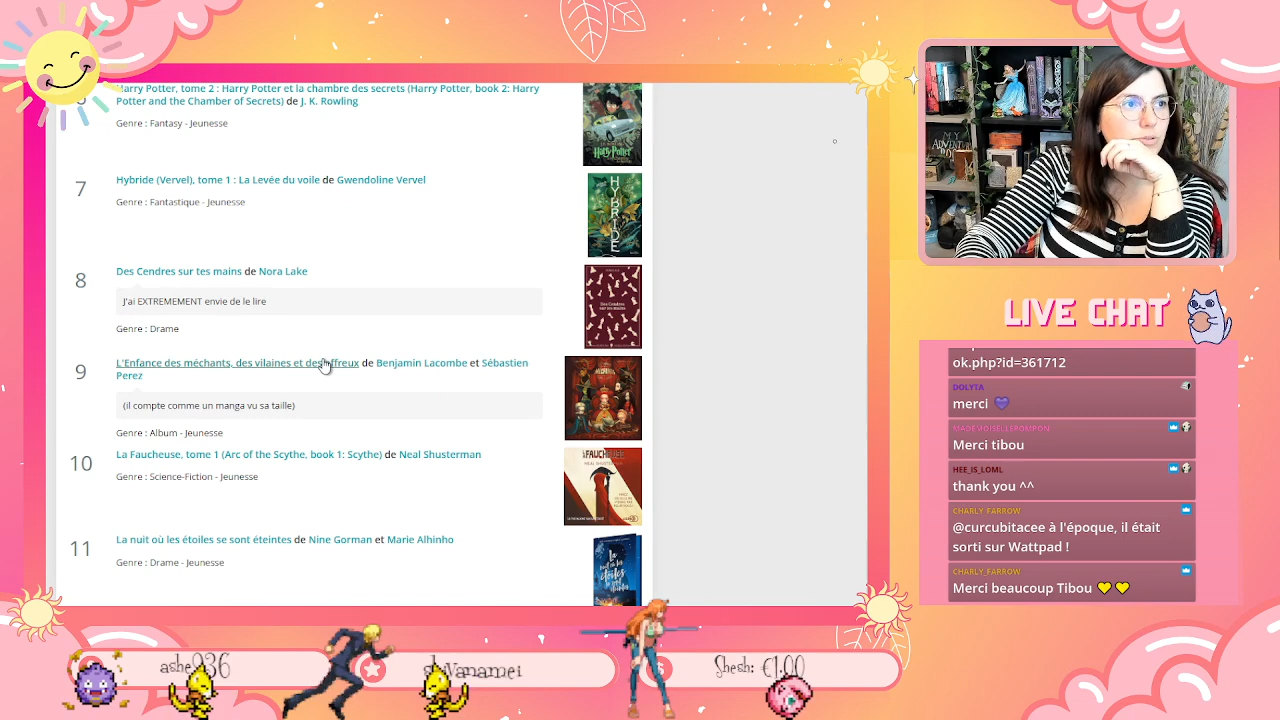 Harry Potter, tome 2 : Harry Potter et la chambre des secrets (Harry Potter, book 2: Harry
Potter and the Chamber of Secrets) de J. K. Rowling
Genre : Fantasy - Jeunesse
7
Hybride (Vervel), tome 1 : La Levée du voile de Gwendoline Vervel
Genre : Fantastique - Jeunesse
HYBRIDE
8
Des Cendres sur tes mains de Nora Lake
J'ai EXTREMEMENT envie de le lire
Genre : Drame
9
L'Enfance des méchants, des vilaines et des affreux de Benjamin Lacombe et Sébastien
Perez
(il compte comme un manga vu sa taille)
Genre : Album - Jeunesse
10
La Faucheuse, tome 1 (Arc of the Scythe, book 1: Scythe) de Neal Shusterman
Genre : Science-Fiction - Jeunesse
11
La nuit où les étoiles se sont éteintes de Nine Gorman et Marie Alhinho
Genre : Drame - Jeunesse
MY
LIVE CHAT
ok.php?id=361712
DOLYTA
merci
MADEMOISELLEPOMPON
Merci tibou
HEE_IS_LOML
thank you ^^
CHARLY_FARROW
@curcubitacee à l'époque, il était
sorti sur Wattpad !
CHARLY_FARROW
Merci beaucoup Tibou 💛 💛
Shesh: €1.00